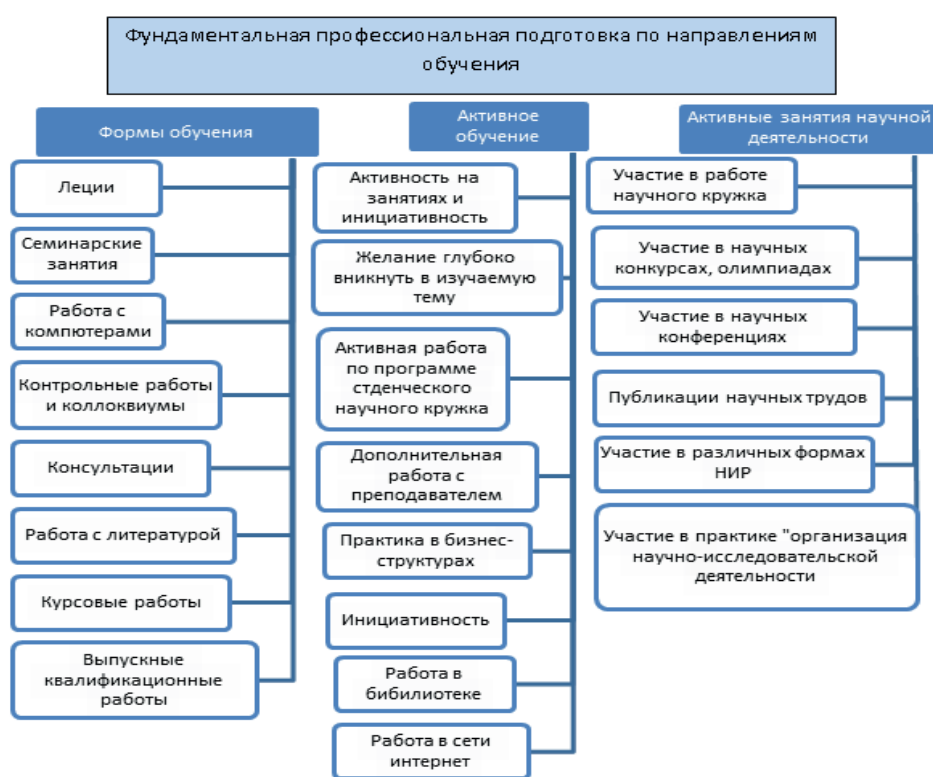 Фундаментальная профессиональная подготовка по направлениям
обучения
Формы обучения
Леции
Семинарские
занятия
Работа с
компютерами
Контрольные работы
и коллоквиумы
Консультации
Работа с литературой
Курсовые работы
Выпускные
квалификационные
работы
Активное
обучение
Активность на
занятиях и
инициативность
Желание глубоко
вникнуть в изучаемую
тему
Активная работа
по программе
стденческого
научного кружка
Дополнительная
работа с
преподавателем
Практика в бизнес-
структурах
Инициативность
Работа в
бибилиотеке
Работа в сети
интернет
Активные занятия научной
деятельности
Участие в работе
научного кружка
Участие в научных
конкурсах, олимпиадах
Участие в научных
конференциях
Публикации научных трудов
Участие в различных формах
НИР
Участие в практике "организация
научно-исследовательской
деятельности